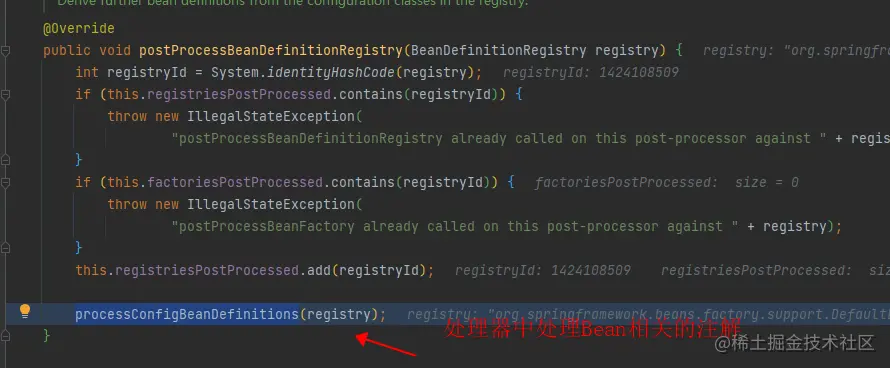 Derive further bean definitions from the configuration classes in the registry.
@Override
public void postProcessBeanDefinitionRegistry(BeanDefinitionRegistry registry) { registry: "org.springfra
int registryId = System.identityHashCode(registry); registryId: 1424108509
if (this.registriesPostProcessed.contains(registryId)) {
throw new IllegalStateException(
"postProcessBeanDefinitionRegistry already called on this post-processor against " + regis
}
if (this.factoriesPostProcessed.contains(registryId)) { factoriesPostProcessed: size = 0
throw new IllegalStateException(
"postProcessBeanFactory already called on this post-processor against " + registry);
}
this.registriesPostProcessed.add(registryId); registryId: 1424108509 registriesPostProcessed: siz
processConfigBeanDefinitions(registry); registry: "org.springframework.beans.factory.support.DefaultL
处理器中处理Bean相关的注解
}
@稀土掘金技术社区